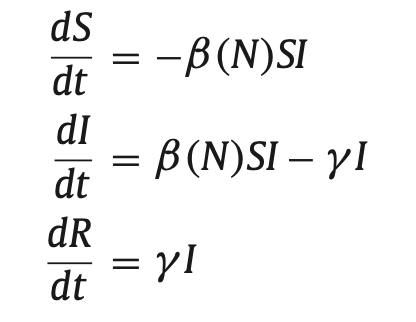 dS/dt = −β(N)SI
dI/dt = β(N)SI − γI
dR/dt = γI